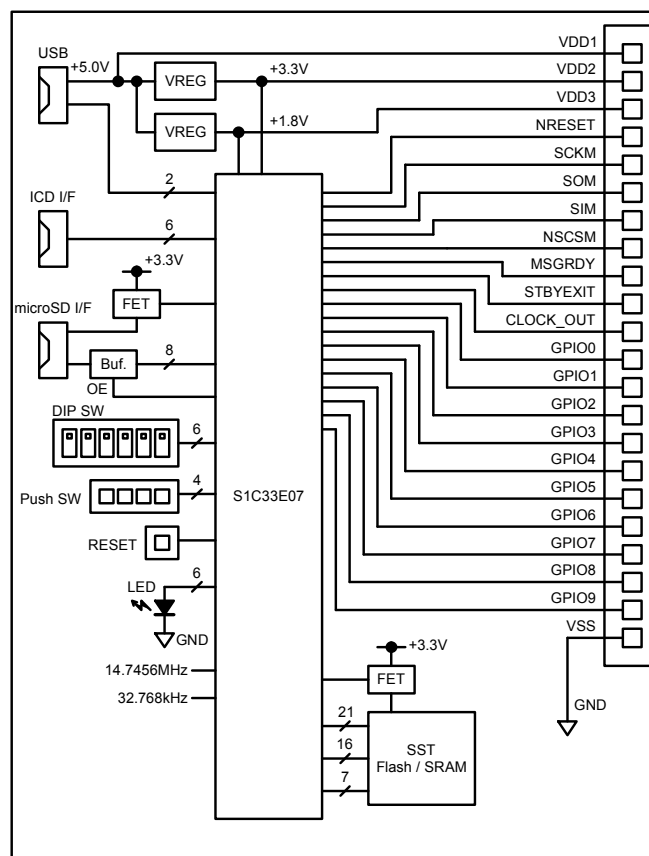 USB
+5.0V
VREG
+3.3V
VREG
+1.8V
2
ICD I/F
6
+3.3V
FET
microSD I/F
Buf.
8
OE
DIP SW
6
Push SW
4
RESET
LED
6
GND
14.7456MHz
32.768kHz
S1C33E07
+3.3V
FET
21
16
7
SST
Flash / SRAM
VDD1
VDD2
VDD3
NRESET
SCKM
SOM
SIM
NSCSM
MSGRDY
STBYEXIT
CLOCK_OUT
GPIO0
GPIO1
GPIO2
GPIO3
GPIO4
GPIO5
GPIO6
GPIO7
GPIO8
GPIO9
VSS
GND